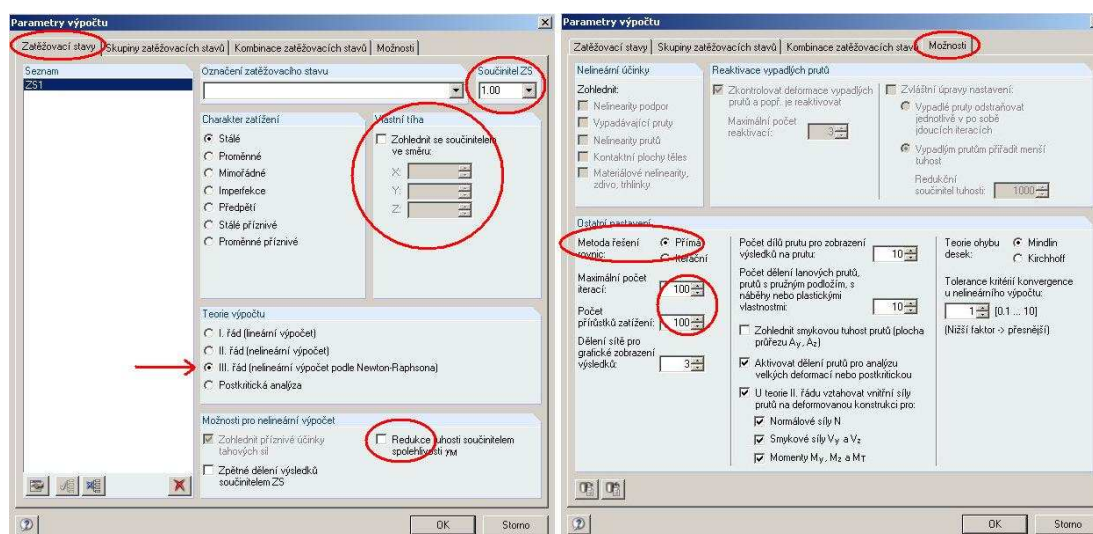 Parametry výpočtu
Zatěžovací stavy
Skupiny zatěžovacích stavů
Kombinace zatěžovacích stavů
Možnosti
Seznam
ZS1
Označení zatěžovacího stavu
Součinitel ZS
1.00
Charakter zatížení
Stálé
Proměnné
Mimořádné
Imperfekce
Předpětí
Stálé příznivé
Proměnné příznivé
Vlastní tíha
Zohlednit se součinitelem
ve směru:
X:
Y:
Z:
Teorie výpočtu
I. řád (lineární výpočet)
II. řád (nelineární výpočet)
III. řád (nelineární výpočet podle Newton-Raphsona)
Postkritická analýza
Možnosti pro nelineární výpočet
Zohlednit příznivé účinky
tahových sil
Zpětné dělení výsledků
součinitelem ZS
Redukce tuhosti součinitelem
spolehlivosti γM
OK
Storno
Parametry výpočtu
Zatěžovací stavy
Skupiny zatěžovacích stavů
Kombinace zatěžovacích stavů
Možnosti
Nelineární účinky
Zohlednit:
Nelinearity podpor
Vypadávající pruty
Nelinearity prutů
Kontaktní plochy těles
Materiálové nelinearity,
zdivo, trhlinky
Reaktivace vypadlých prutů
Zkontrolovat deformace vypadlých
prutů a popř. je reaktivovat
Maximální počet
reaktivací:
3
Zvláštní úpravy nastavení:
Vypadlé pruty odstraňovat
jednotlivě v po sobě
jdoucích iteracích
Vypadlým prutům přiřadit menší
tuhost
Redukční
součinitel tuhosti:
1000
Ostatní nastavení
Metoda řešení
rovnic:
Přímá
Iterační
Maximální počet
iterací:
100
Počet
přírůstků zatížení:
100
Dělení sítě pro
grafické zobrazení
výsledků:
3
Počet dílů prutu pro zobrazení
výsledků na prutu:
10
Počet dělení lanových prutů,
prutů s pružným podložím, s
náběhy nebo plastickými
vlastnostmi:
10
Zohlednit smykovou tuhost prutů (plocha
průřezu Ay, Az)
Aktivovat dělení prutů pro analýzu
velkých deformací nebo postkritickou
U teorie II. řádu vztahovat vnitřní síly
prutů na deformovanou konstrukci pro:
Normálové síly N
Smykové síly Vy a Vz
Momenty My, Mz a MT
Teorie ohybu
desek:
Mindlin
Kirchhoff
Tolerance kritérií konvergence
u nelineárního výpočtu:
1
[0.1 ... 10]
(Nižší faktor -> přesnější)
OK
Storno